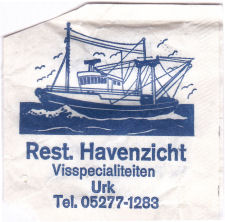 Rest. Havenzicht
Visspecialiteiten
Urk
Tel. 05277-1283